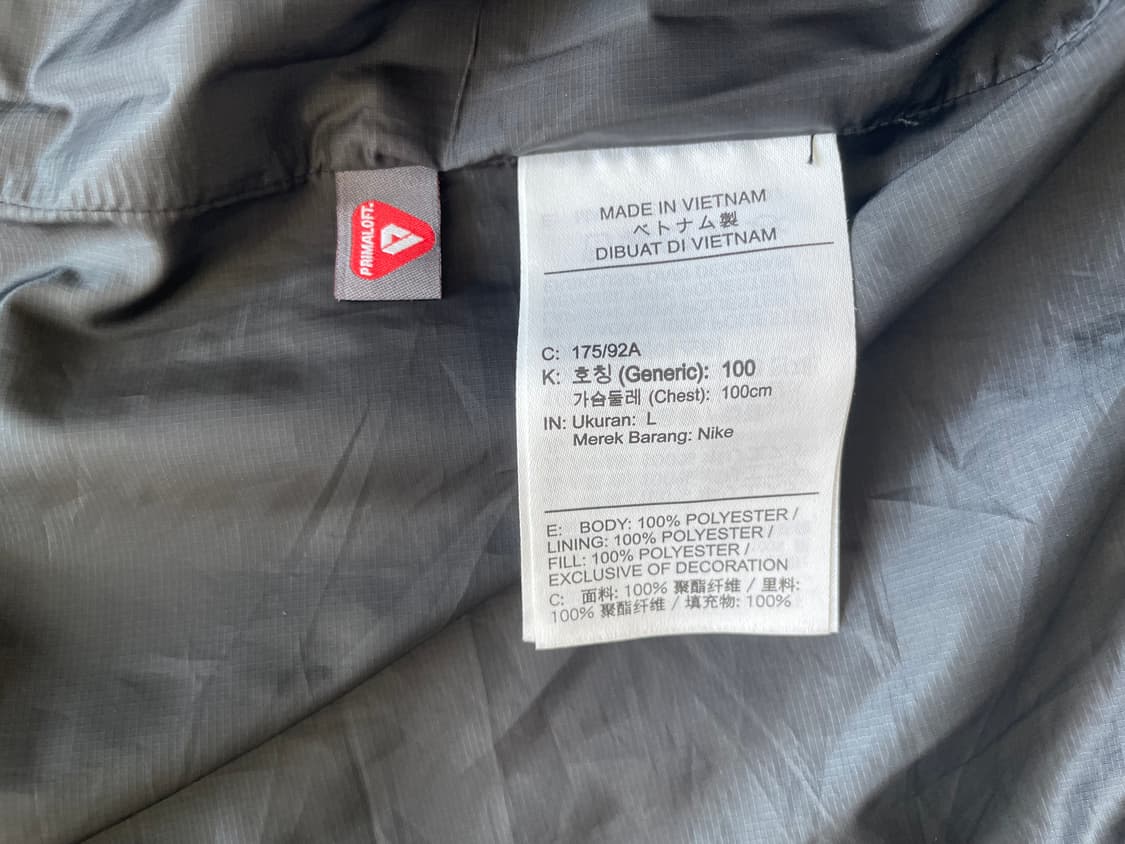 PRIMALOFT.
MADE IN VIETNAM
ベトナム製
DIBUAT DI VIETNAM
C: 175/92A
K: 호칭 (Generic): 100
가슴둘레 (Chest): 100cm
IN: Ukuran: L
Merek Barang: Nike
E: BODY: 100% POLYESTER /
LINING: 100% POLYESTER /
FILL: 100% POLYESTER /
EXCLUSIVE OF DECORATION
C: 面料: 100% 聚酯纤维 / 里料:
100% 聚酯纤维 / 填充物: 100%